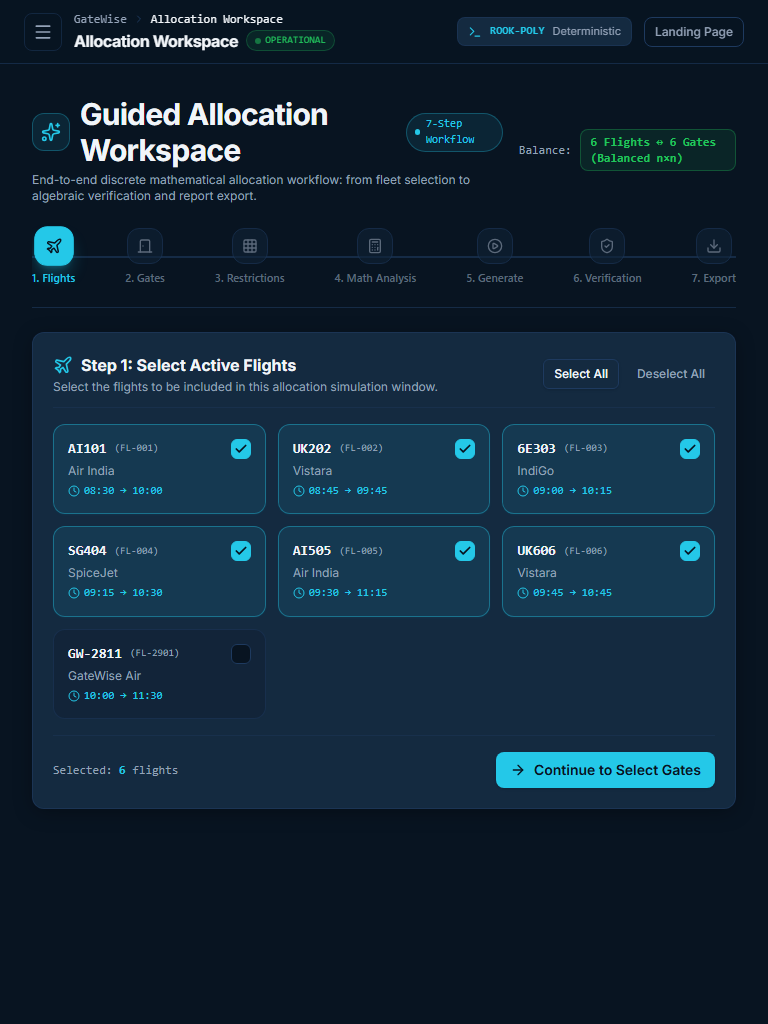 GateWise › Allocation Workspace
Allocation Workspace OPERATIONAL
ROOK-POLY Deterministic
Landing Page
Guided Allocation
Workspace
7-Step
Workflow
Balance:
6 Flights ↔ 6 Gates
(Balanced n×n)
End-to-end discrete mathematical allocation workflow: from fleet selection to
algebraic verification and report export.
1. Flights
2. Gates
3. Restrictions
4. Math Analysis
5. Generate
6. Verification
7. Export
Step 1: Select Active Flights
Select the flights to be included in this allocation simulation window.
Select All
Deselect All
AI101 (FL-001)
Air India
08:30 → 10:00
UK202 (FL-002)
Vistara
08:45 → 09:45
6E303 (FL-003)
IndiGo
09:00 → 10:15
SG404 (FL-004)
SpiceJet
09:15 → 10:30
AI505 (FL-005)
Air India
09:30 → 11:15
UK606 (FL-006)
Vistara
09:45 → 10:45
GW-2811 (FL-2901)
GateWise Air
10:00 → 11:30
Selected: 6 flights
→ Continue to Select Gates